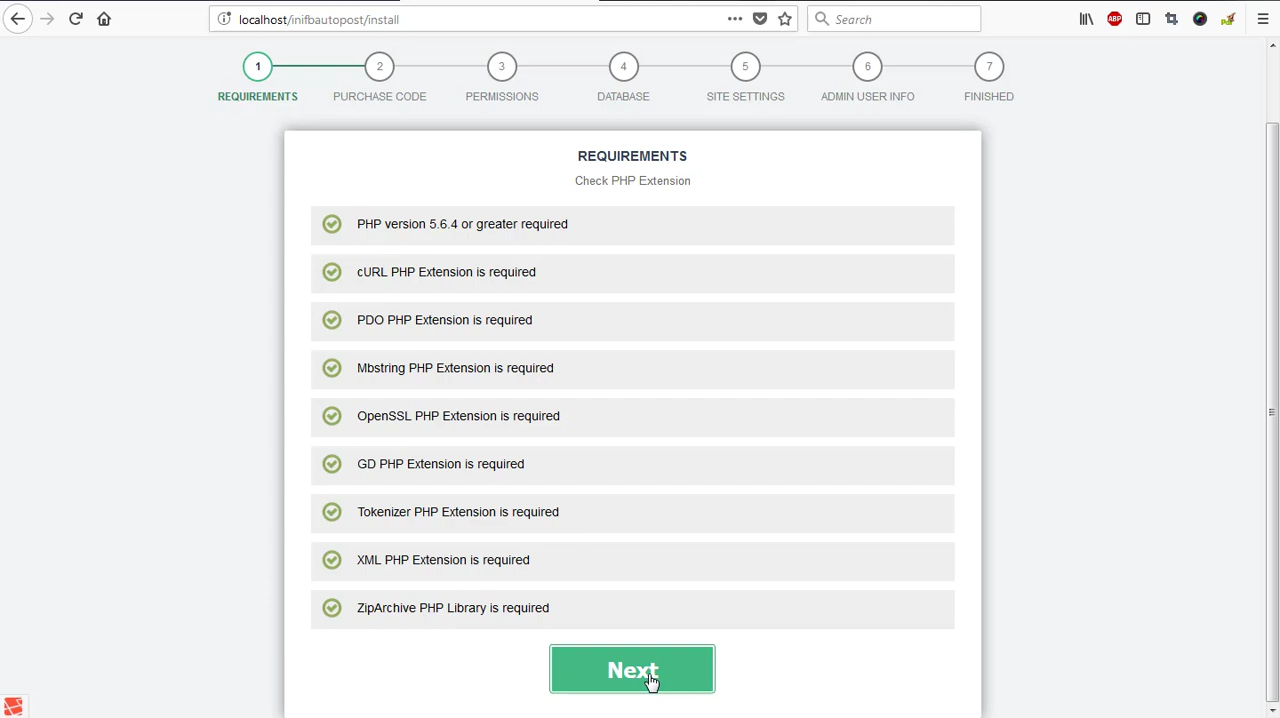 localhost/inifbautopost/install
Search
ABP
1 2 3 4 5 6 7
REQUIREMENTS PURCHASE CODE PERMISSIONS DATABASE SITE SETTINGS ADMIN USER INFO FINISHED
REQUIREMENTS
Check PHP Extension
PHP version 5.6.4 or greater required
cURL PHP Extension is required
PDO PHP Extension is required
Mbstring PHP Extension is required
OpenSSL PHP Extension is required
GD PHP Extension is required
Tokenizer PHP Extension is required
XML PHP Extension is required
ZipArchive PHP Library is required
Next